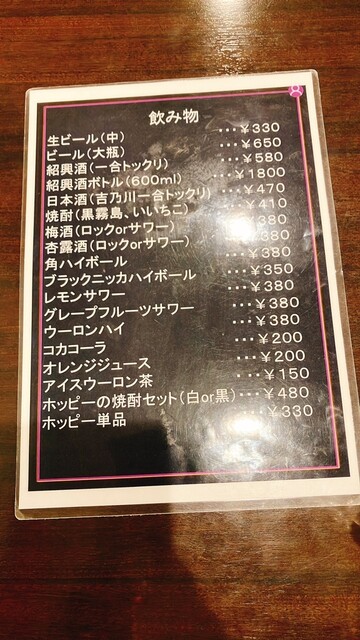 飲み物
生ビール(中) …¥330
ビール(大瓶) …¥650
紹興酒(一合トックリ) …¥580
紹興酒ボトル(600ml) …¥1800
日本酒(吉乃川一合トックリ) …¥470
焼酎(黒霧島、いいちこ) …¥410
梅酒(ロックorサワー) …¥380
杏露酒(ロックorサワー) …¥380
角ハイボール …¥380
ブラックニッカハイボール …¥350
レモンサワー …¥380
グレープフルーツサワー …¥380
ウーロンハイ …¥380
コカコーラ …¥200
オレンジジュース …¥200
アイスウーロン茶 …¥150
ホッピーの焼酎セット(白or黒)…¥480
ホッピー単品 …¥330